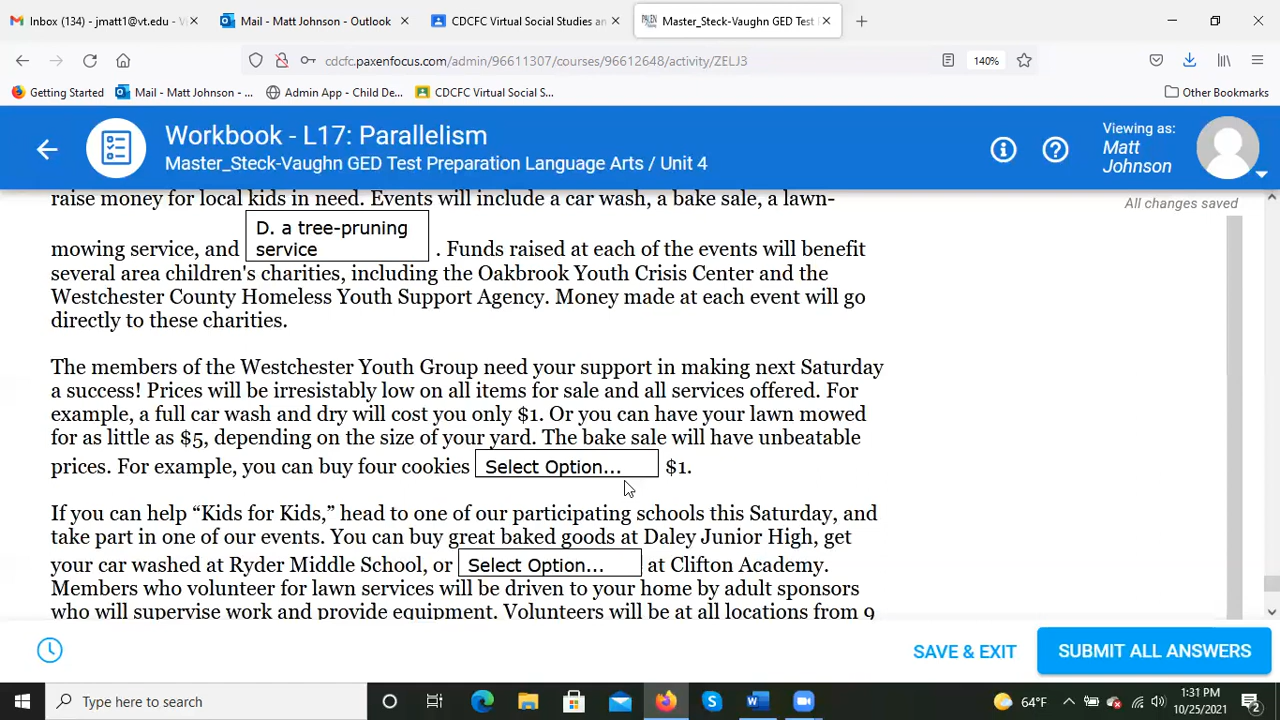 Inbox (134) - jmatt1@vt.edu - Vi
Mail - Matt Johnson - Outlook
CDCFC Virtual Social Studies an
Master_Steck-Vaughn GED Test
cdcfc.paxenfocus.com/admin/96611307/courses/96612648/activity/ZELJ3
140%
Getting Started
Mail - Matt Johnson - ...
Admin App - Child De...
CDCFC Virtual Social S...
Other Bookmarks
Workbook - L17: Parallelism
Master_Steck-Vaughn GED Test Preparation Language Arts / Unit 4
Viewing as:
Matt
Johnson
All changes saved
raise money for local kids in need. Events will include a car wash, a bake sale, a lawn-
mowing service, and D. a tree-pruning service . Funds raised at each of the events will benefit
several area children's charities, including the Oakbrook Youth Crisis Center and the
Westchester County Homeless Youth Support Agency. Money made at each event will go
directly to these charities.
The members of the Westchester Youth Group need your support in making next Saturday
a success! Prices will be irresistably low on all items for sale and all services offered. For
example, a full car wash and dry will cost you only $1. Or you can have your lawn mowed
for as little as $5, depending on the size of your yard. The bake sale will have unbeatable
prices. For example, you can buy four cookies Select Option... $1.
If you can help “Kids for Kids,” head to one of our participating schools this Saturday, and
take part in one of our events. You can buy great baked goods at Daley Junior High, get
your car washed at Ryder Middle School, or Select Option... at Clifton Academy.
Members who volunteer for lawn services will be driven to your home by adult sponsors
who will supervise work and provide equipment. Volunteers will be at all locations from 9
SAVE & EXIT
SUBMIT ALL ANSWERS
Type here to search
64°F
1:31 PM
10/25/2021
2